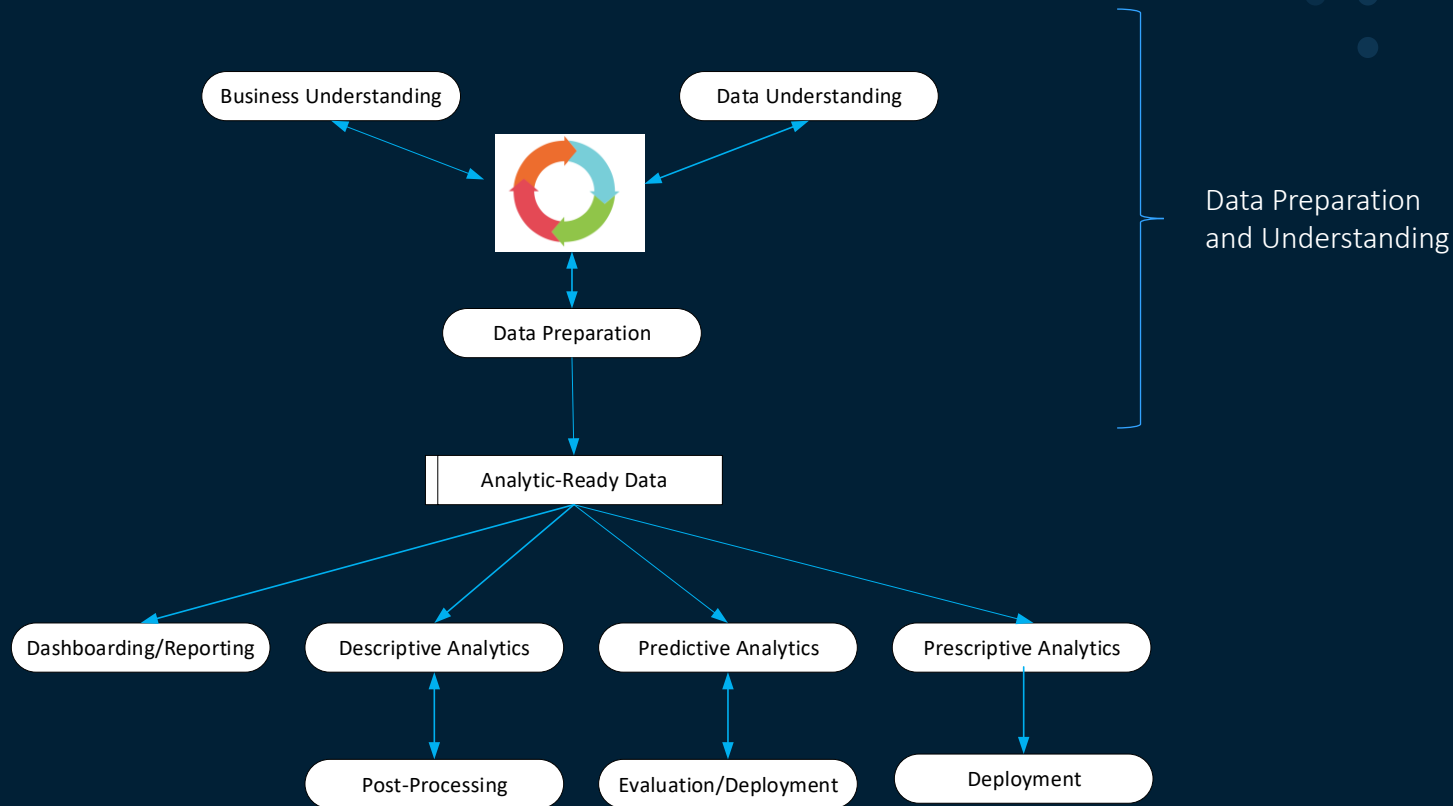 Business Understanding
Data Understanding
Data Preparation
and Understanding
Data Preparation
Analytic-Ready Data
Dashboarding/Reporting
Descriptive Analytics
Predictive Analytics
Prescriptive Analytics
Post-Processing
Evaluation/Deployment
Deployment